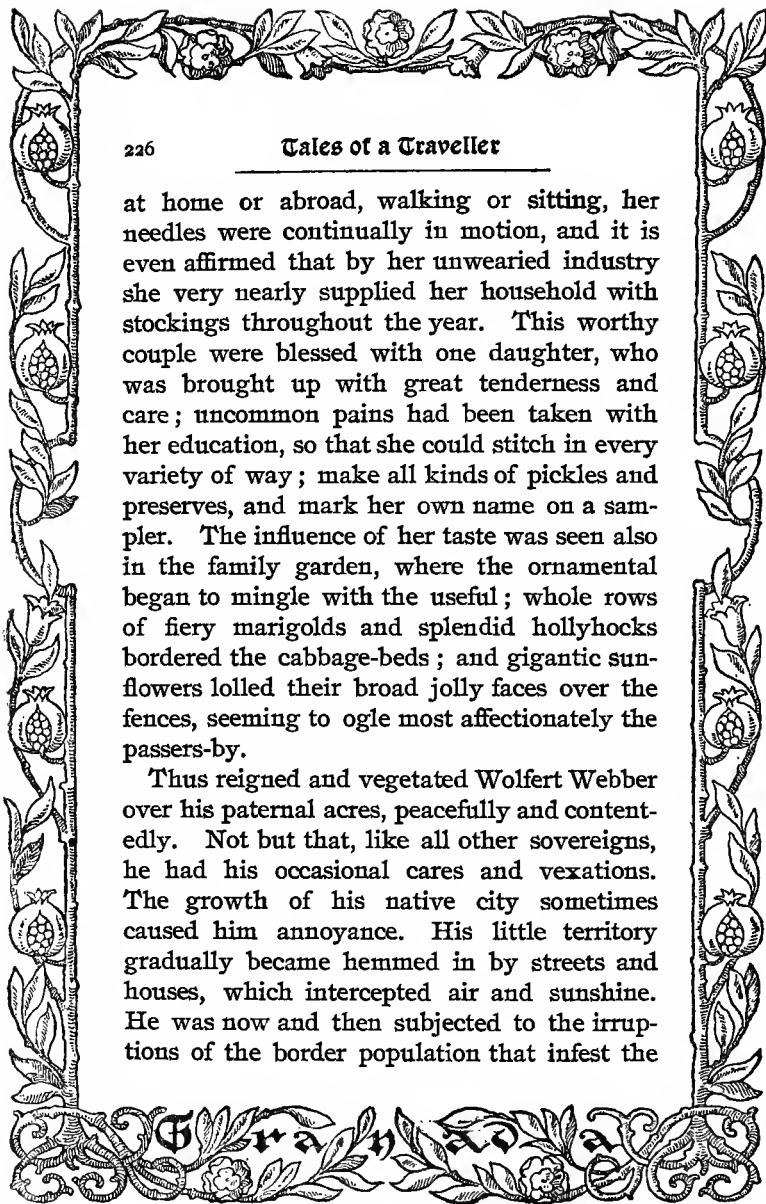 226 Tales of a Traveller
at home or abroad, walking or sitting, her
needles were continually in motion, and it is
even affirmed that by her unwearied industry
she very nearly supplied her household with
stockings throughout the year. This worthy
couple were blessed with one daughter, who
was brought up with great tenderness and
care; uncommon pains had been taken with
her education, so that she could stitch in every
variety of way; make all kinds of pickles and
preserves, and mark her own name on a sam-
pler. The influence of her taste was seen also
in the family garden, where the ornamental
began to mingle with the useful; whole rows
of fiery marigolds and splendid hollyhocks
bordered the cabbage-beds; and gigantic sun-
flowers lolled their broad jolly faces over the
fences, seeming to ogle most affectionately the
passers-by.
Thus reigned and vegetated Wolfert Webber
over his paternal acres, peacefully and content-
edly. Not but that, like all other sovereigns,
he had his occasional cares and vexations.
The growth of his native city sometimes
caused him annoyance. His little territory
gradually became hemmed in by streets and
houses, which intercepted air and sunshine.
He was now and then subjected to the irrup-
tions of the border population that infest the
Granada